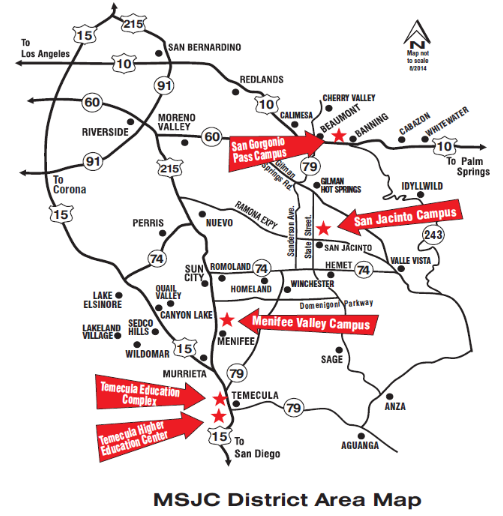 15
215
To
Los Angeles
SAN BERNARDINO
10
N
Map not
to scale
8/2014
91
REDLANDS
60
10
CHERRY VALLEY
CALIMESA
BEAUMONT
BANNING
CABAZON
WHITEWATER
RIVERSIDE
MORENO
VALLEY
60
San Gorgonio
Pass Campus
10
To Palm
Springs
91
215
79
Gilman
Springs Rd.
GILMAN
HOT SPRINGS
IDYLLWILD
To
Corona
15
RAMONA EXPY
Sanderson Ave.
State Street.
San Jacinto Campus
PERRIS
NUEVO
243
SAN JACINTO
74
SUN
CITY
ROMOLAND
74
HEMET
74
VALLE VISTA
HOMELAND
WINCHESTER
LAKE
ELSINORE
QUAIL
VALLEY
Domenigoni Parkway
CANYON LAKE
LAKELAND
VILLAGE
SEDCO
HILLS
Menifee Valley Campus
MENIFEE
WILDOMAR
15
SAGE
MURRIETA
79
Temecula Education
Complex
TEMECULA
79
ANZA
Temecula Higher
Education Center
15
To
San Diego
AGUANGA
MSJC District Area Map